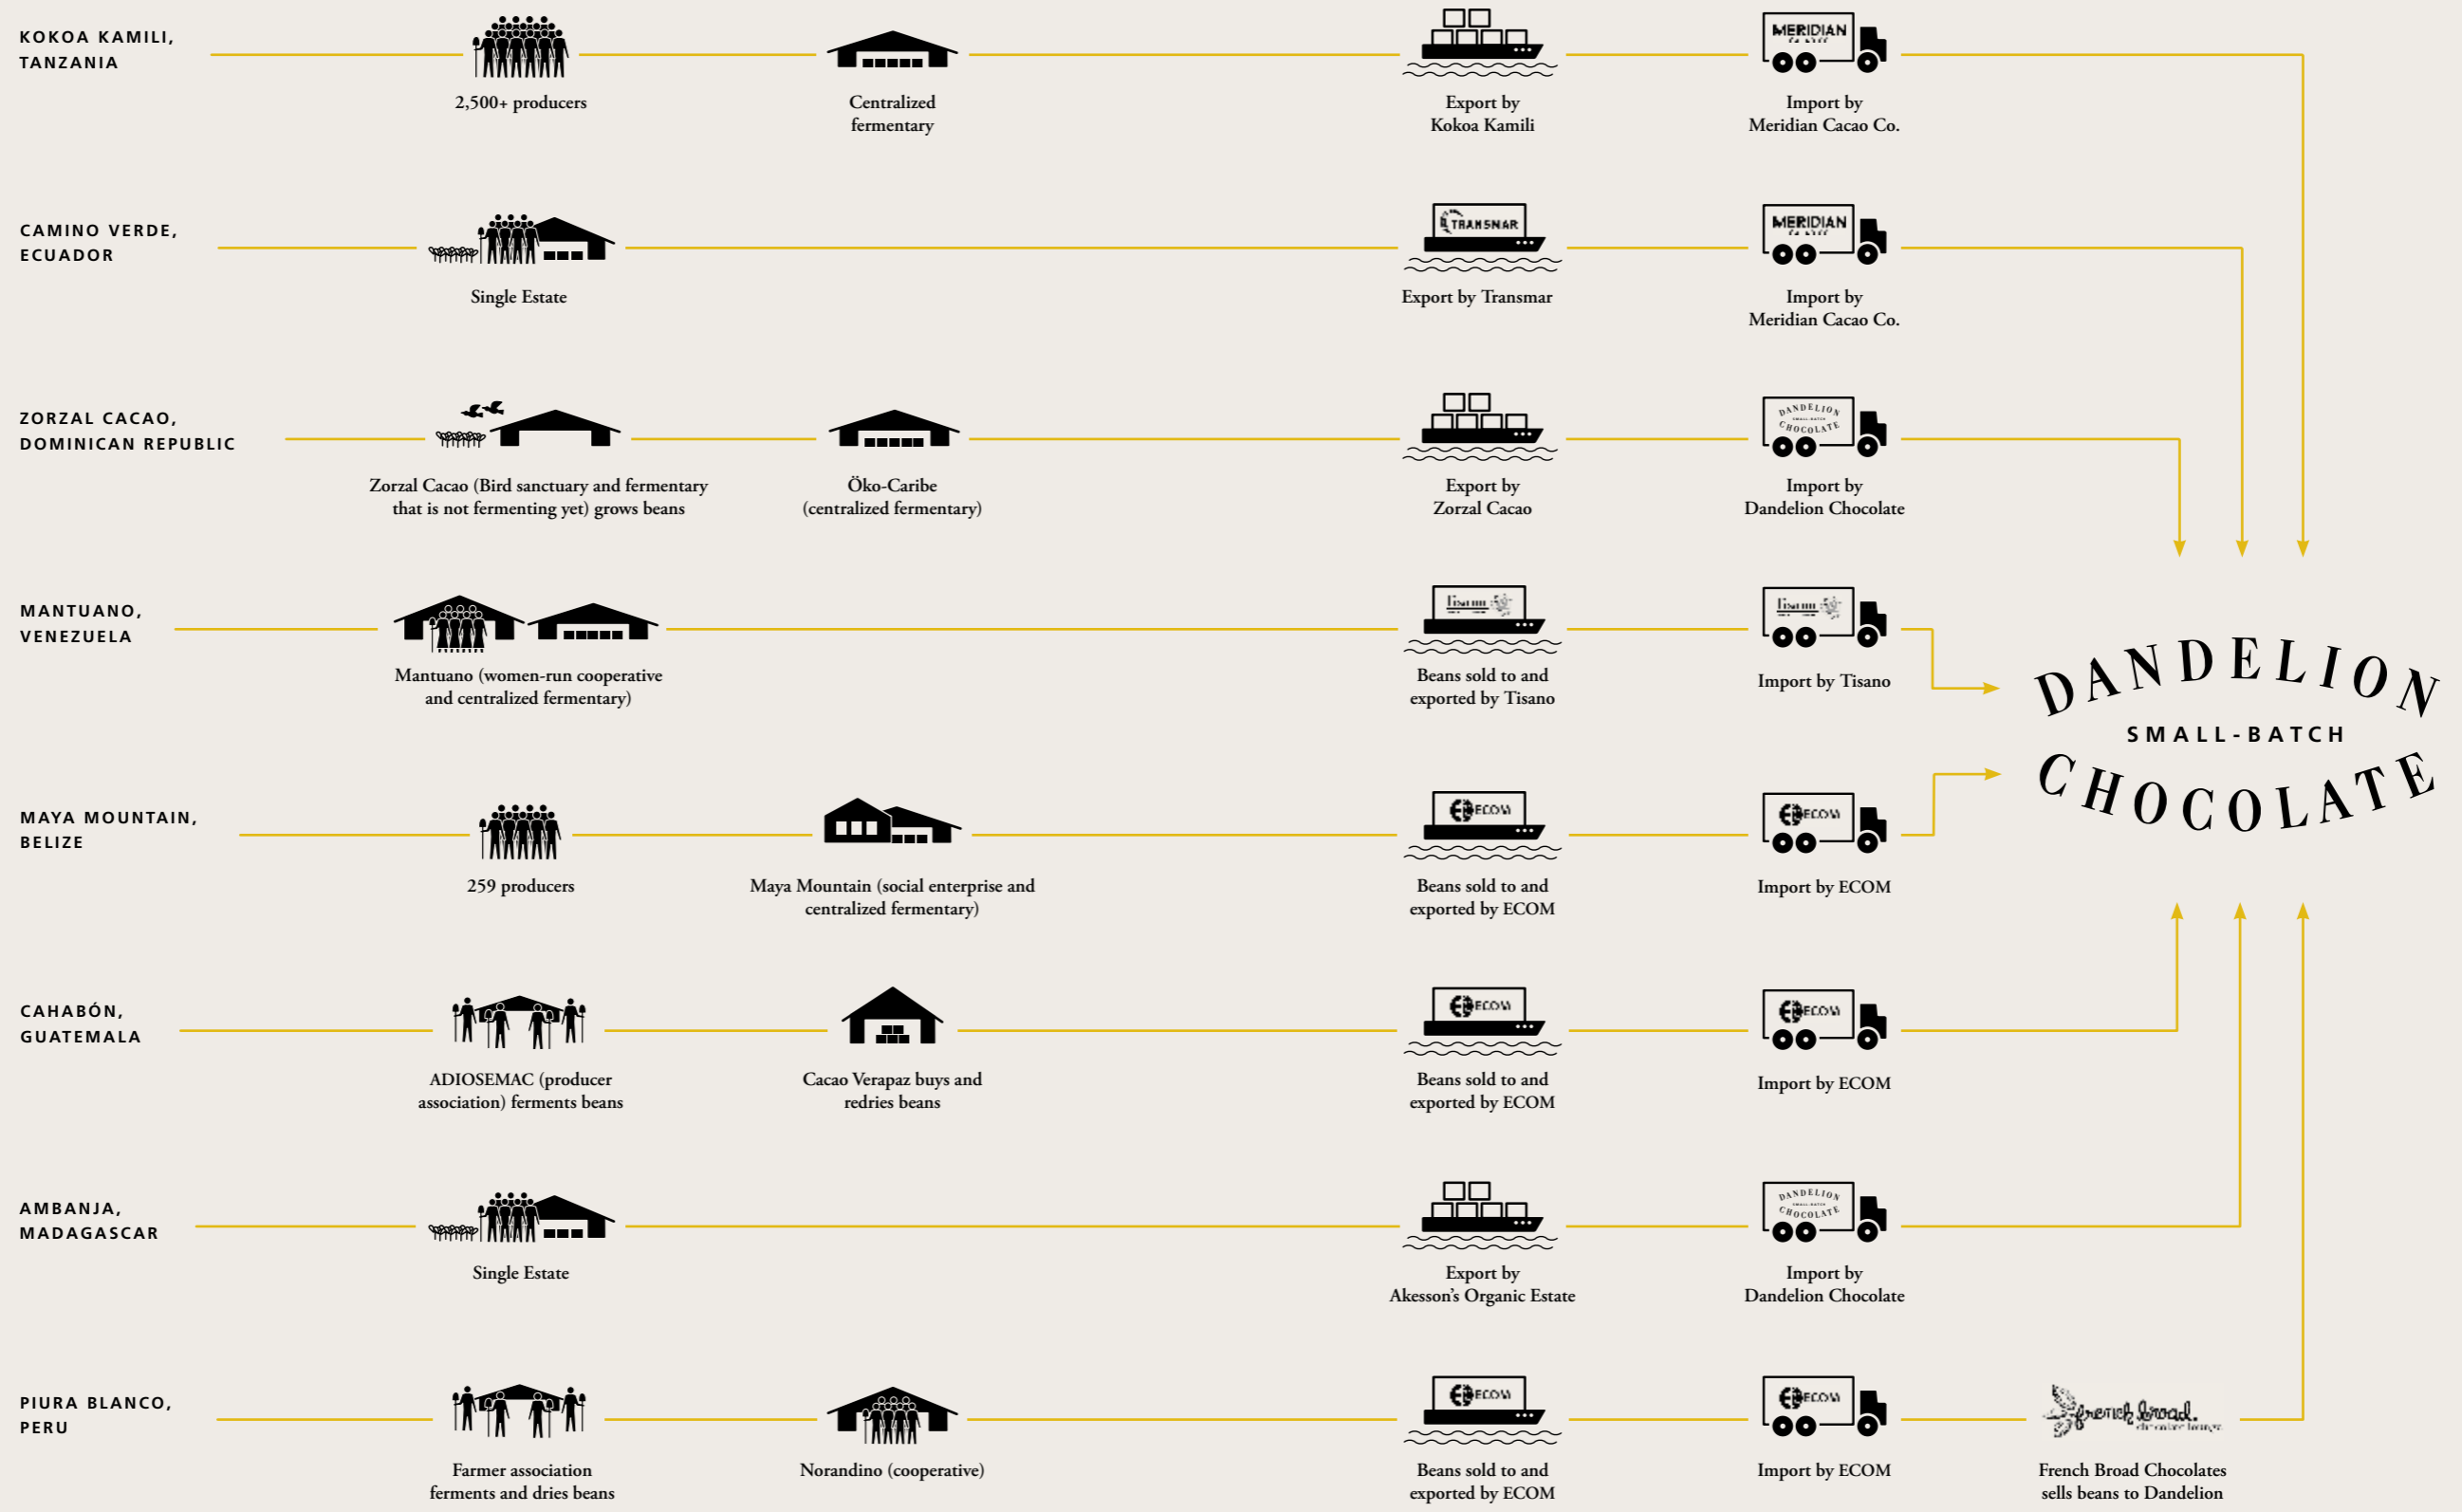 KOKOA KAMILI,
TANZANIA
2,500+ producers
Centralized
fermentary
Export by
Kokoa Kamili
MERIDIAN
Import by
Meridian Cacao Co.
CAMINO VERDE,
ECUADOR
Single Estate
TRANSMAR
Export by Transmar
MERIDIAN
Import by
Meridian Cacao Co.
ZORZAL CACAO,
DOMINICAN REPUBLIC
Zorzal Cacao (Bird sanctuary and fermentary
that is not fermenting yet) grows beans
Öko-Caribe
(centralized fermentary)
Export by
Zorzal Cacao
DANDELION
SMALL-BATCH
CHOCOLATE
Import by
Dandelion Chocolate
MANTUANO,
VENEZUELA
Mantuano (women-run cooperative
and centralized fermentary)
Tisano
Beans sold to and
exported by Tisano
Tisano
Import by Tisano
DANDELION
SMALL-BATCH
CHOCOLATE
MAYA MOUNTAIN,
BELIZE
259 producers
Maya Mountain (social enterprise and
centralized fermentary)
ECOM
Beans sold to and
exported by ECOM
ECOM
Import by ECOM
CAHABÓN,
GUATEMALA
ADIOSEMAC (producer
association) ferments beans
Cacao Verapaz buys and
redries beans
ECOM
Beans sold to and
exported by ECOM
ECOM
Import by ECOM
AMBANJA,
MADAGASCAR
Single Estate
Export by
Akesson's Organic Estate
DANDELION
SMALL-BATCH
CHOCOLATE
Import by
Dandelion Chocolate
PIURA BLANCO,
PERU
Farmer association
ferments and dries beans
Norandino (cooperative)
ECOM
Beans sold to and
exported by ECOM
ECOM
Import by ECOM
french broad
chocolate lounge
French Broad Chocolates
sells beans to Dandelion